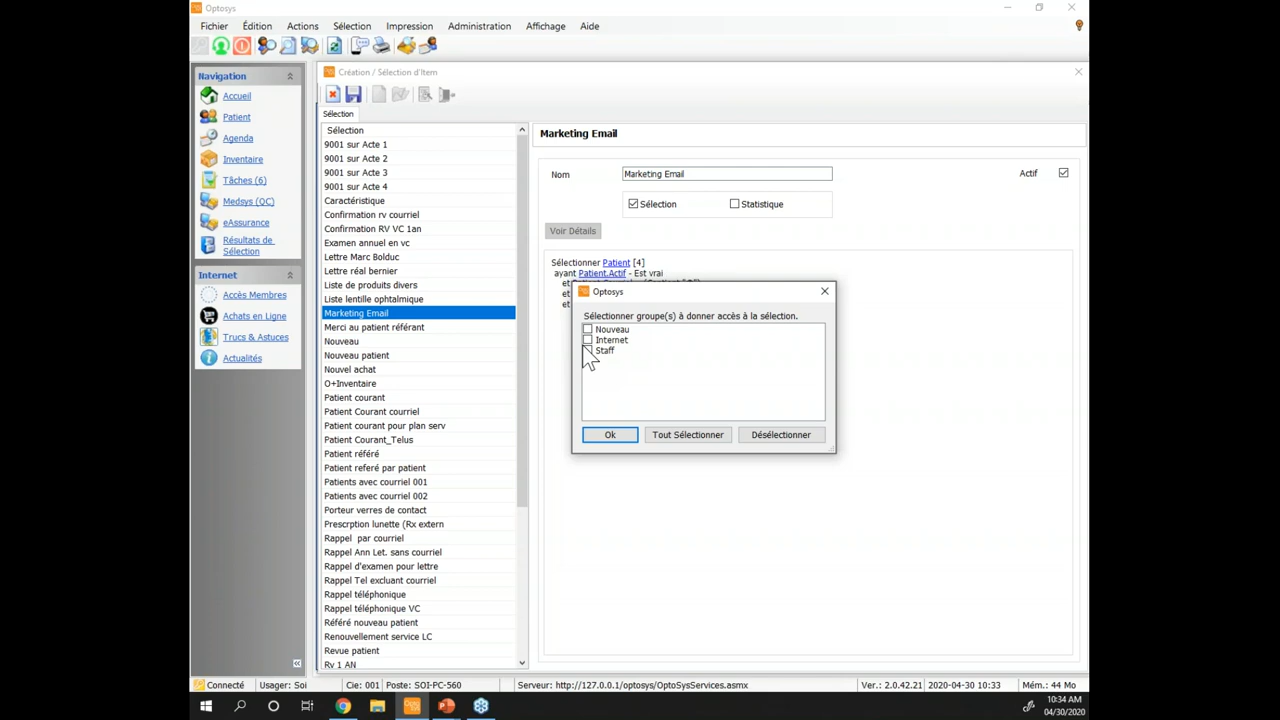 Optosys
Fichier Édition Actions Sélection Impression Administration Affichage Aide
Navigation
Accueil
Patient
Agenda
Inventaire
Tâches (6)
Medsys (QC)
eAssurance
Résultats de
Sélection
Internet
Accès Membres
Achats en Ligne
Trucs & Astuces
Actualités
Création / Sélection d'Item
Sélection
Sélection
9001 sur Acte 1
9001 sur Acte 2
9001 sur Acte 3
9001 sur Acte 4
Caractéristique
Confirmation rv courriel
Confirmation RV VC 1an
Examen annuel en vc
Lettre Marc Bolduc
Lettre réal bernier
Liste de produits divers
Liste lentille ophtalmique
Marketing Email
Merci au patient référant
Nouveau
Nouveau patient
Nouvel achat
O+Inventaire
Patient courant
Patient Courant courriel
Patient courant pour plan serv
Patient Courant_Telus
Patient référé
Patient referé par patient
Patients avec courriel 001
Patients avec courriel 002
Porteur verres de contact
Prescrption lunette (Rx extern
Rappel par courriel
Rappel Ann Let. sans courriel
Rappel d'examen pour lettre
Rappel Tel excluant courriel
Rappel téléphonique
Rappel téléphonique VC
Référé nouveau patient
Renouvellement service LC
Revue patient
Rv 1 AN
Marketing Email
Nom Marketing Email Actif
Sélection Statistique
Voir Détails
Sélectionner Patient [4]
ayant Patient.Actif - Est vrai
et
et
et
Optosys
Sélectionner groupe(s) à donner accès à la sélection.
Nouveau
Internet
Staff
Ok Tout Sélectionner Désélectionner
Connecté Usager: Soi Cie: 001 Poste: SOI-PC-560 Serveur: http://127.0.0.1/optosys/OptoSysServices.asmx Ver.: 2.0.42.21 2020-04-30 10:33 Mém.: 44 Mo
10:34 AM
04/30/2020